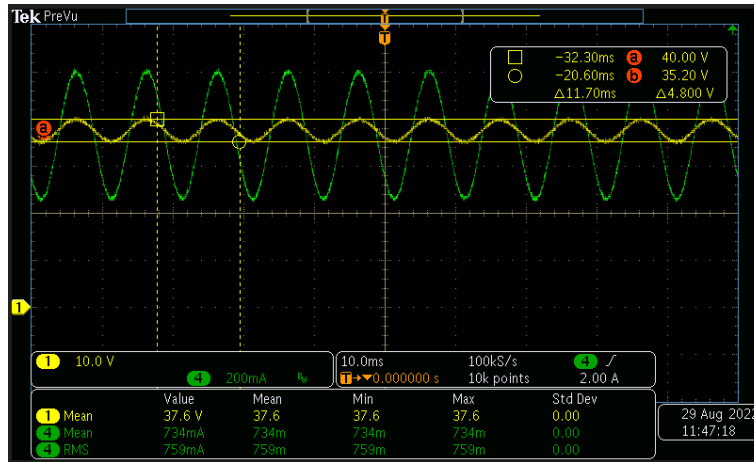 Tek PreVu
T
T
−32.30ms a 40.00 V
−20.60ms b 35.20 V
△11.70ms △4.800 V
a
1
1 10.0 V
4 200mA BW
10.0ms 100kS/s 4
T→▼0.000000 s 10k points 2.00 A
Value Mean Min Max Std Dev
1 Mean 37.6 V 37.6 37.6 37.6 0.00
4 Mean 734mA 734m 734m 734m 0.00
4 RMS 759mA 759m 759m 759m 0.00
29 Aug 2022
11:47:18